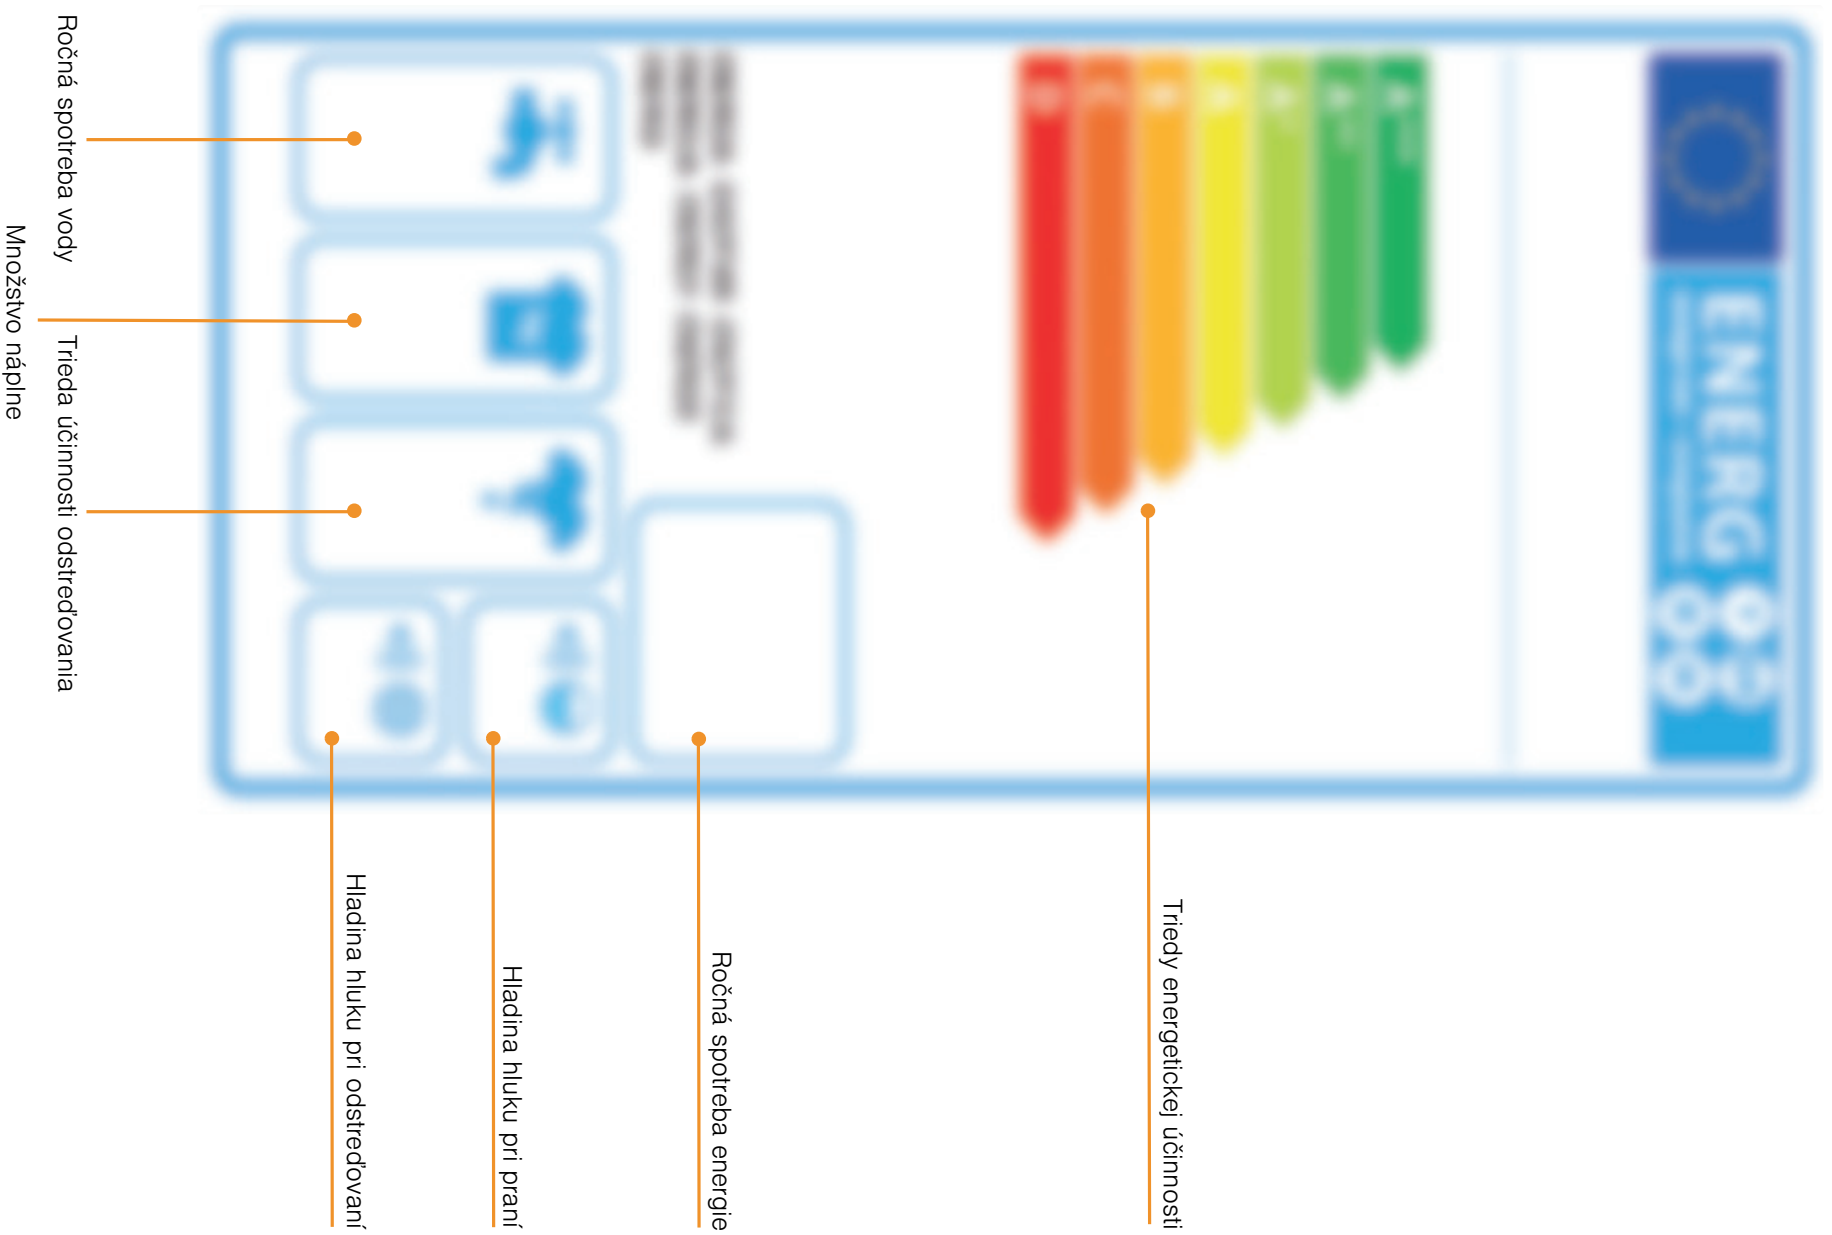 ENERG
A
A
A
A
B
C
D
Triedy energetickej účinnosti
Ročná spotreba energie
Hladina hluku pri praní
Hladina hluku pri odstreďovaní
Ročná spotreba vody
Množstvo náplne
Trieda účinnosti odstreďovania